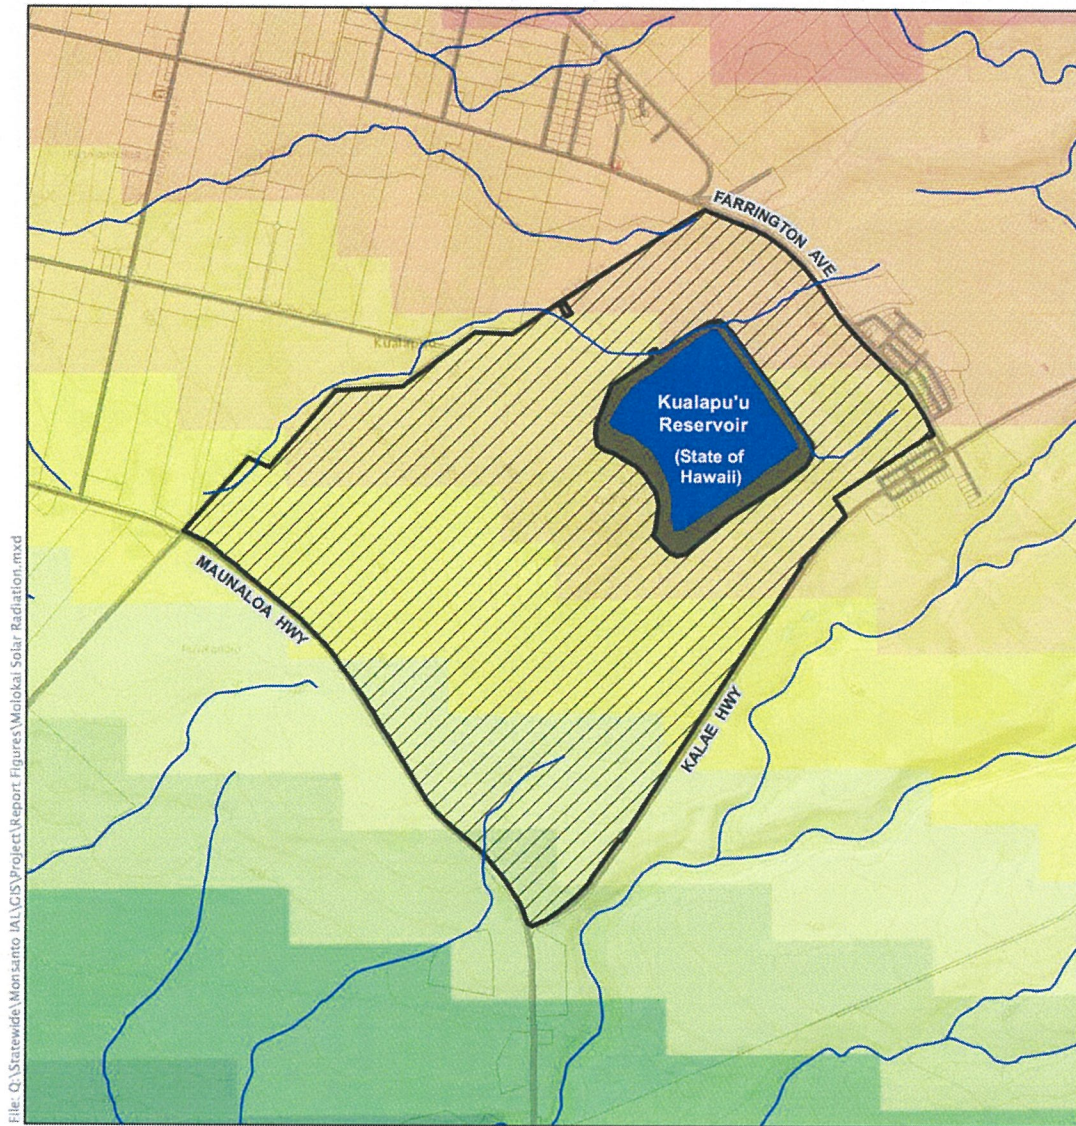 FARRINGTON AVE
Kualapu'u
Kualapu'u
Reservoir
(State of
Hawaii)
MAUNALOA HWY
KALAE HWY
File: Q:\Statewide\Monsanto IAL\GIS\Project\Report Figures\Molokai Solar Radiation.mxd